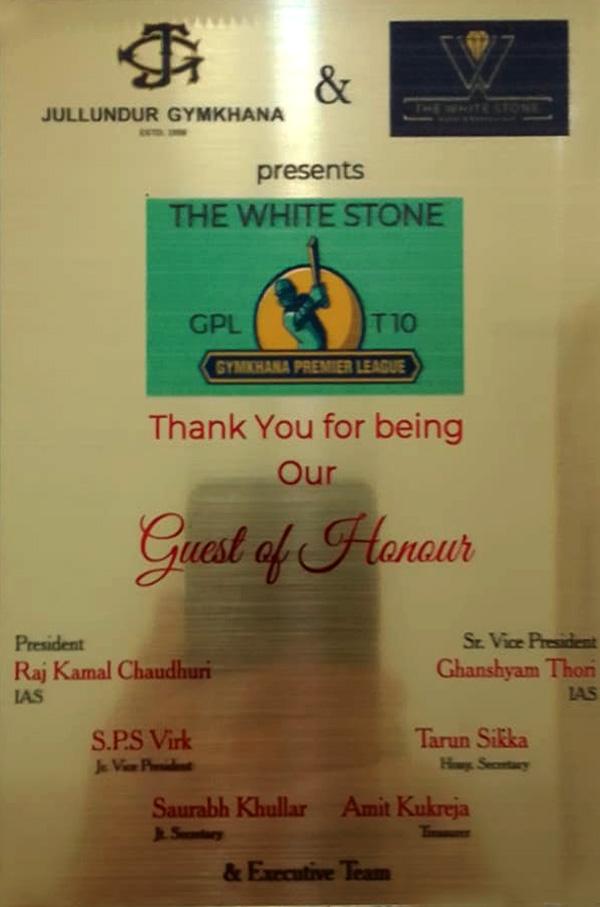 JULLUNDUR GYMKHANA
ESTD.
&
THE WHITE STONE
presents
THE WHITE STONE
GPL T10
GYMKHANA PREMIER LEAGUE
Thank You for being
Our
Guest of Honour
President
Raj Kamal Chaudhuri
IAS
Sr. Vice President
Ghanshyam Thori
IAS
S.P.S Virk
Jr. Vice President
Tarun Sikka
Hony. Secretary
Saurabh Khullar
Jt. Secretary
Amit Kukreja
Treasurer
& Executive Team